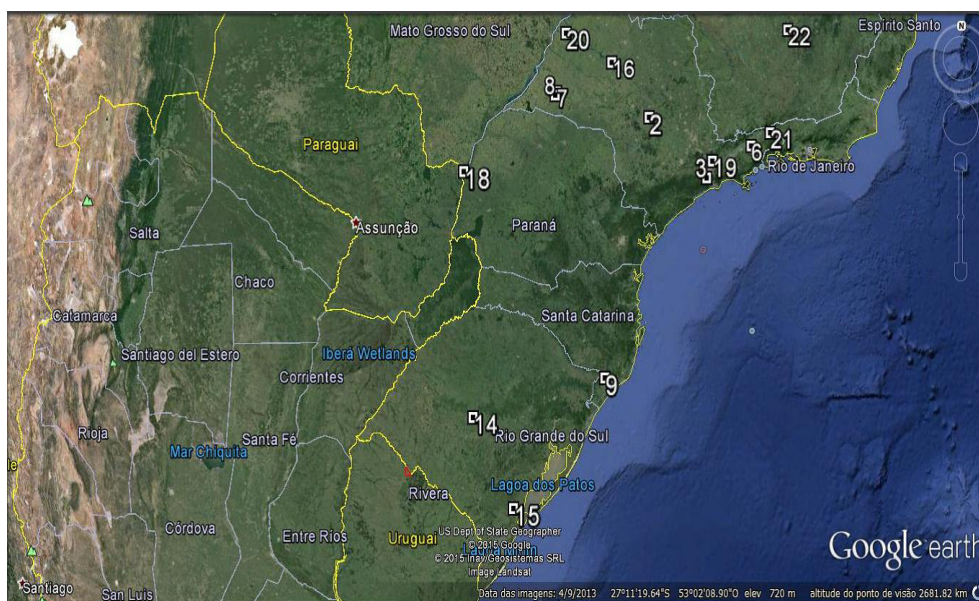 Mato Grosso do Sul
Espírito Santo
N
20
22
16
8
7
2
Paraguai
21
6
3
19
Rio de Janeiro
18
Assunção
Paraná
Salta
Chaco
Catamarca
Santa Catarina
Santiago del Estero
Iberá Wetlands
Corrientes
9
14
Rioja
Santa Fé
Rio Grande do Sul
Mar Chiquita
le
Rivera
Lagoa dos Patos
15
Córdova
Entre Ríos
Uruguai
US Dept of State Geographer
© 2015 Google
© 2015 Inav/Geosistemas SRL
Image Landsat
Google earth
Santiago
San Luis
Data das imagens: 4/9/2013 27°11'19.64"S 53°02'08.90"O elev 720 m altitude do ponto de visão 2681.82 km